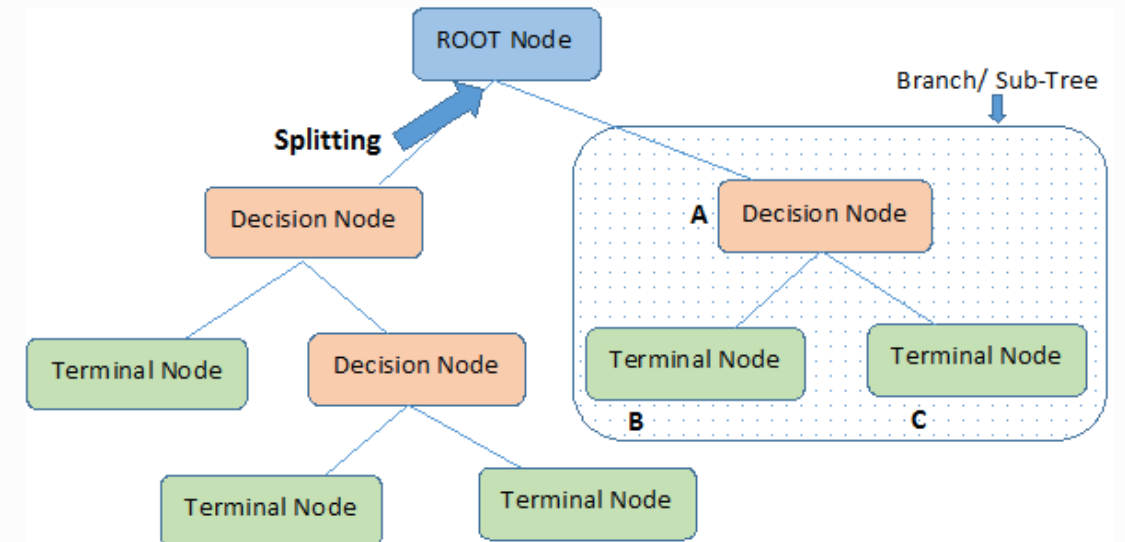 ROOT Node
Branch/ Sub-Tree
Splitting
Decision Node
A
Decision Node
Terminal Node
Decision Node
Terminal Node
Terminal Node
B
C
Terminal Node
Terminal Node